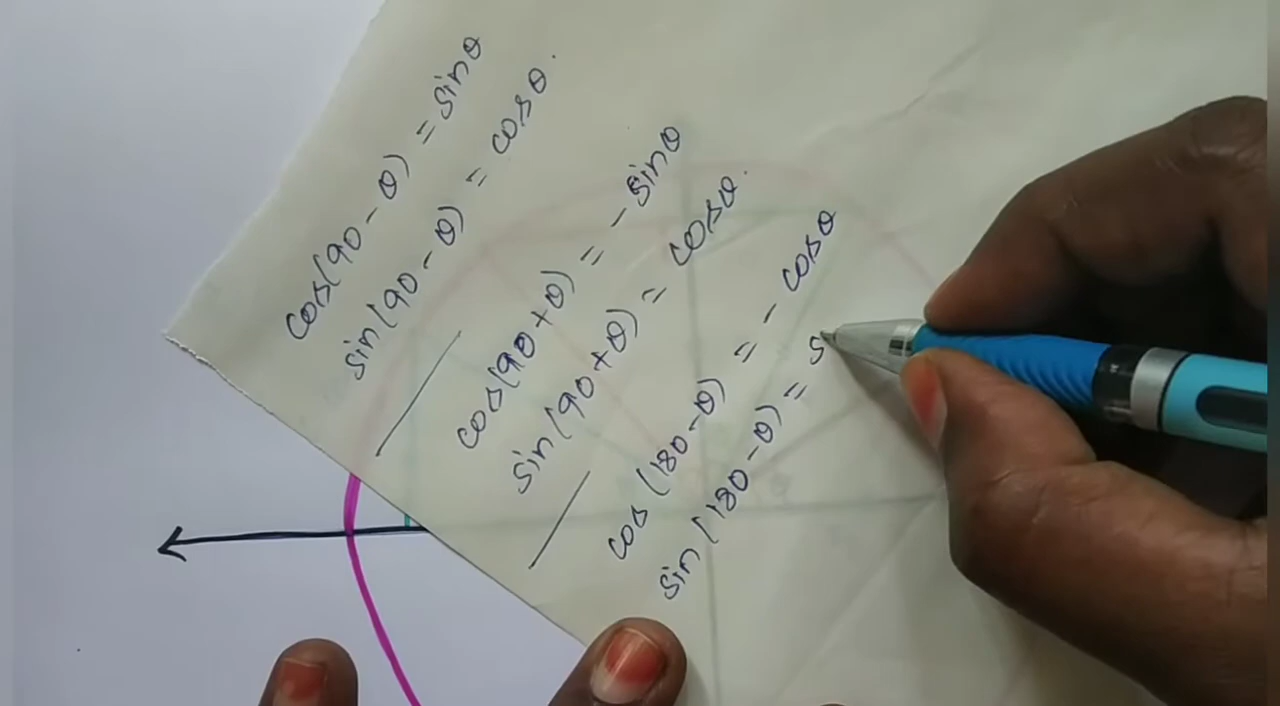 cos(90-θ) = sinθ
sin(90-θ) = cosθ.
cos(90+θ) = -sinθ
sin(90+θ) = cosθ.
cos(180-θ) = -cosθ
sin(180-θ) = s